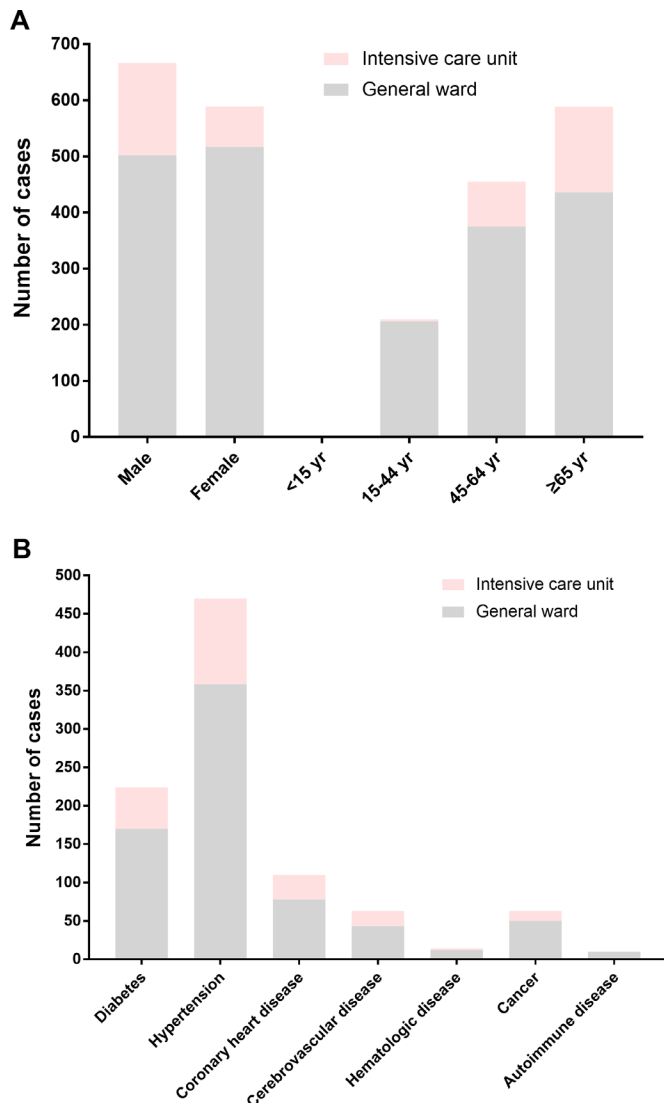 A
700
600
500
400
300
200
100
0
Number of cases
Intensive care unit
General ward
Male
Female
<15 yr
15-44 yr
45-64 yr
≥65 yr
B
500
450
400
350
300
250
200
150
100
50
0
Number of cases
Intensive care unit
General ward
Diabetes
Hypertension
Coronary heart disease
Cerebrovascular disease
Hematologic disease
Cancer
Autoimmune disease